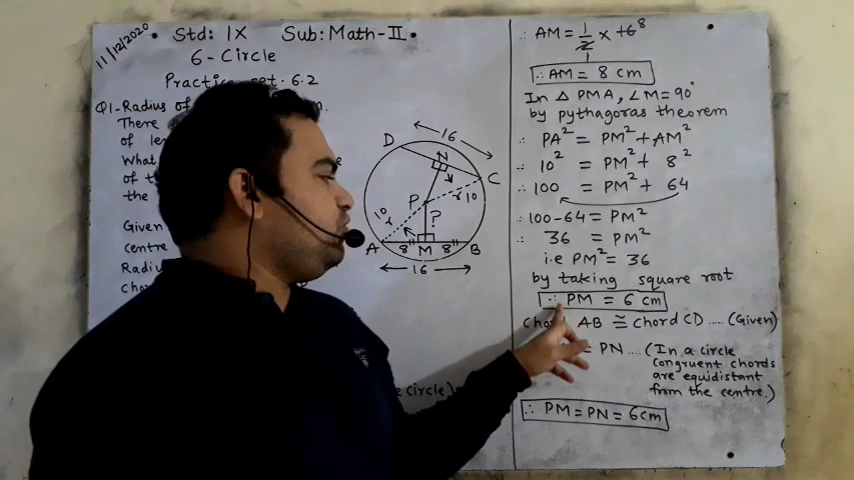 11/12/2020
Std: IX Sub: Math-II
6-Circle
Practice set. 6.2
Q1-Radius of
There
of le
What
of t
the
Given
centre
Radiu
cho
circle)
D 16
N
C
P r 10
10 r
?
A 8 M 8 B
16
∴ AM = 1/2 x 16 8
1
∴ AM = 8 cm
In △ PMA, ∠M = 90°
by pythagoras theorem
∴ PA² = PM² + AM²
∴ 10² = PM² + 8²
∴ 100 = PM² + 64
∴ 100-64 = PM²
∴ 36 = PM²
i.e PM² = 36
by taking square root
∴ PM = 6 cm
Chord AB ≅ Chord CD ..... (Given)
= PN .... (In a circle
congruent chords
are equidistant
from the centre.)
∴ PM = PN = 6cm